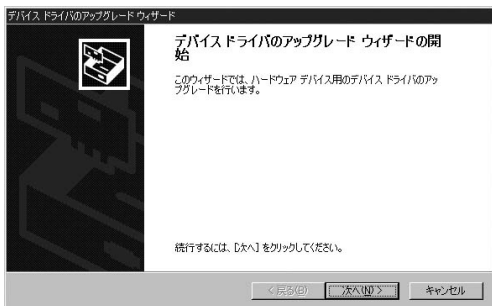 デバイス ドライバのアップグレード ウィザード
デバイス ドライバのアップグレード ウィザードの開
始
このウィザードでは、ハードウェア デバイス用のデバイス ドライバのアッ
プグレードを行います。
続行するには、[次へ] をクリックしてください。
< 戻る(B)
次へ(N) >
キャンセル